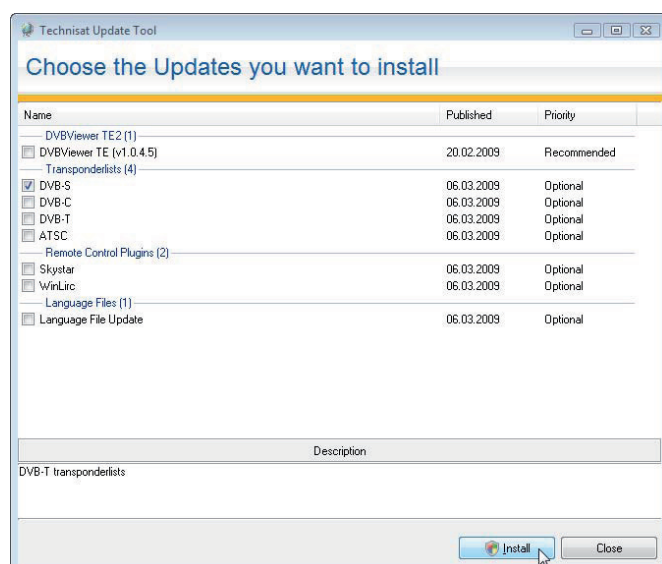 Technisat Update Tool
Choose the Updates you want to install
Name Published Priority
DVBViewer TE2 (1)
DVBViewer TE (v1.0.4.5) 20.02.2009 Recommended
Transponderlists (4)
DVB-S 06.03.2009 Optional
DVB-C 06.03.2009 Optional
DVB-T 06.03.2009 Optional
ATSC 06.03.2009 Optional
Remote Control Plugins (2)
Skystar 06.03.2009 Optional
WinLirc 06.03.2009 Optional
Language Files (1)
Language File Update 06.03.2009 Optional
Description
DVB-T transponderlists
Install Close